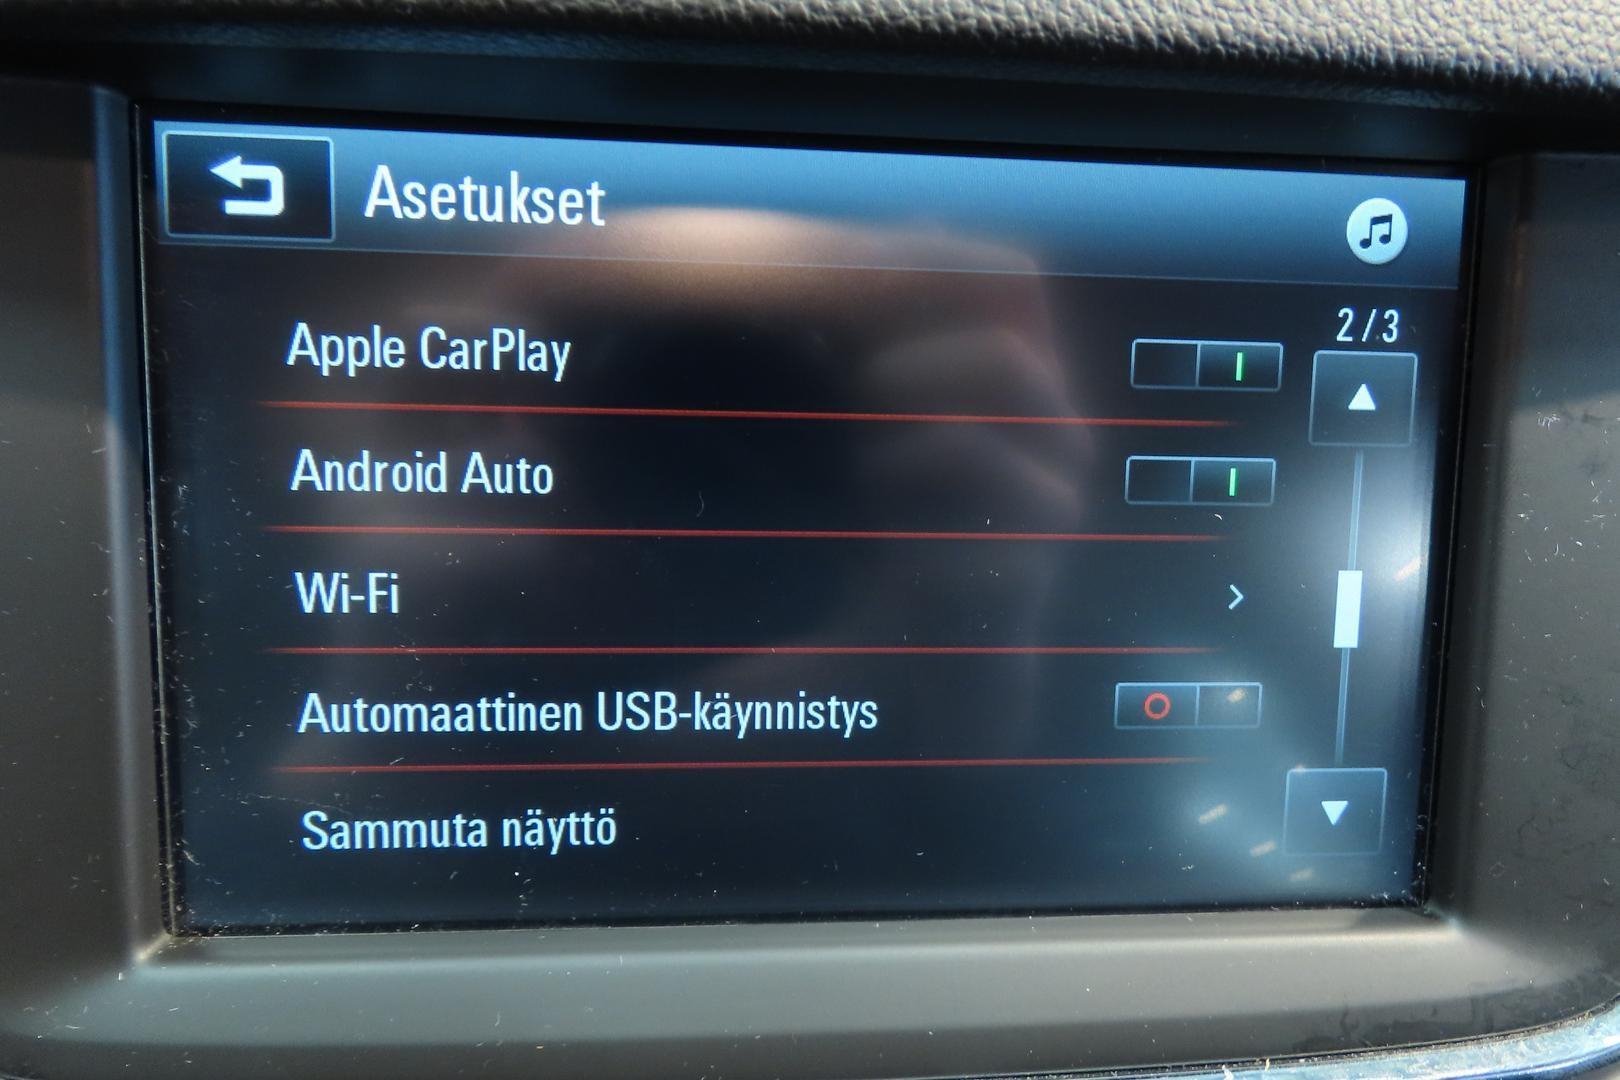 Asetukset
2/3
Apple CarPlay
Android Auto
Wi-Fi
Automaattinen USB-käynnistys
Sammuta näyttö